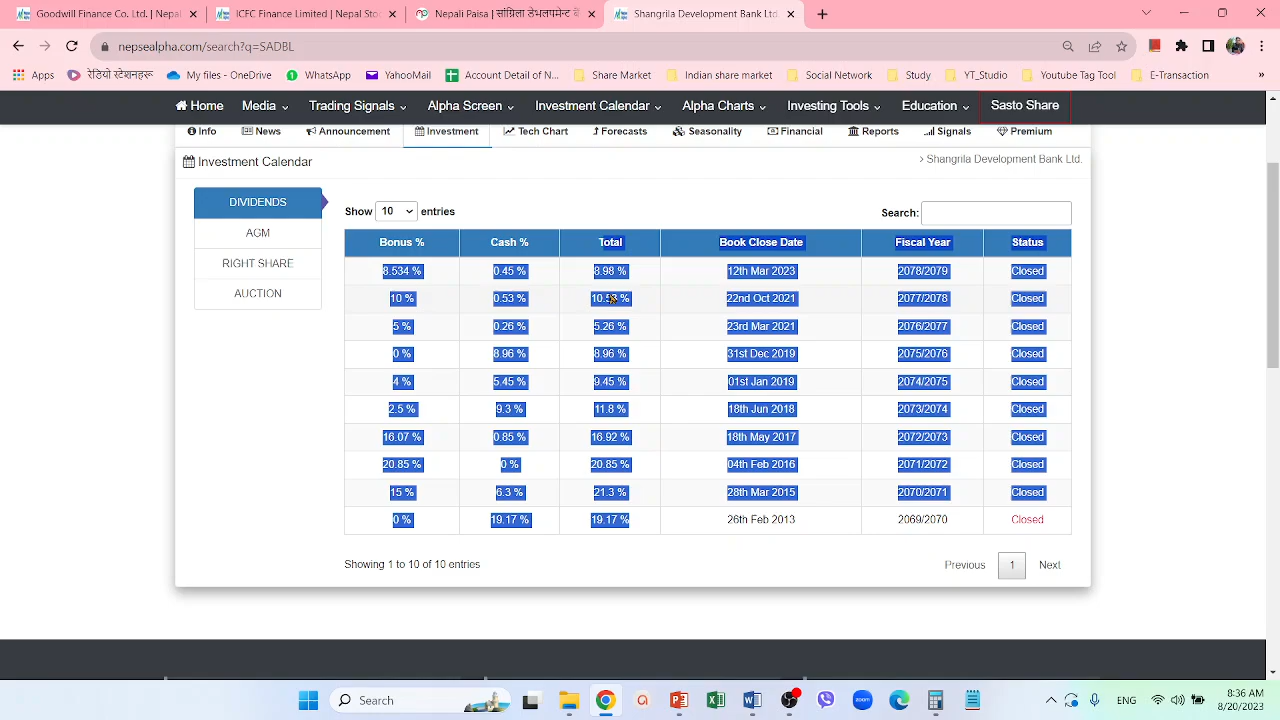 Goodwill Finance Co. Ltd. | Nepal
ICFC Finance Limited | Nepal Stoc
Nepali Paisa |
Shangrila Development Bank Ltd.
nepsealpha.com/search?q=SADBL
Apps
रेडियो स्टेशनहरू
My files - OneDrive
WhatsApp
YahooMail
Account Detail of N...
Share Market
Indian share market
Social Network
Study
YT_Studio
Youtube Tag Tool
E-Transaction
»
Home Media Trading Signals Alpha Screen Investment Calendar Alpha Charts Investing Tools Education Sasto Share
Info News Announcement Investment Tech Chart Forecasts Seasonality Financial Reports Signals Premium
Investment Calendar
> Shangrila Development Bank Ltd.
DIVIDENDS
AGM
RIGHT SHARE
AUCTION
Show 10 entries
Search:
Bonus % Cash % Total Book Close Date Fiscal Year Status
8.534 % 0.45 % 8.98 % 12th Mar 2023 2078/2079 Closed
10 % 0.53 % 22nd Oct 2021 2077/2078 Closed
5 % 0.26 % 5.26 % 23rd Mar 2021 2076/2077 Closed
0 % 8.96 % 8.96 % 31st Dec 2019 2075/2076 Closed
4 % 5.45 % 9.45 % 01st Jan 2019 2074/2075 Closed
2.5 % 9.3 % 11.8 % 18th Jun 2018 2073/2074 Closed
16.07 % 0.85 % 16.92 % 18th May 2017 2072/2073 Closed
20.85 % 0 % 20.85 % 04th Feb 2016 2071/2072 Closed
15 % 6.3 % 21.3 % 28th Mar 2015 2070/2071 Closed
0 % 19.17 % 19.17 % 26th Feb 2013 2069/2070 Closed
Showing 1 to 10 of 10 entries
Previous 1 Next
Search
zoom
ENG
8:36 AM
8/20/2023